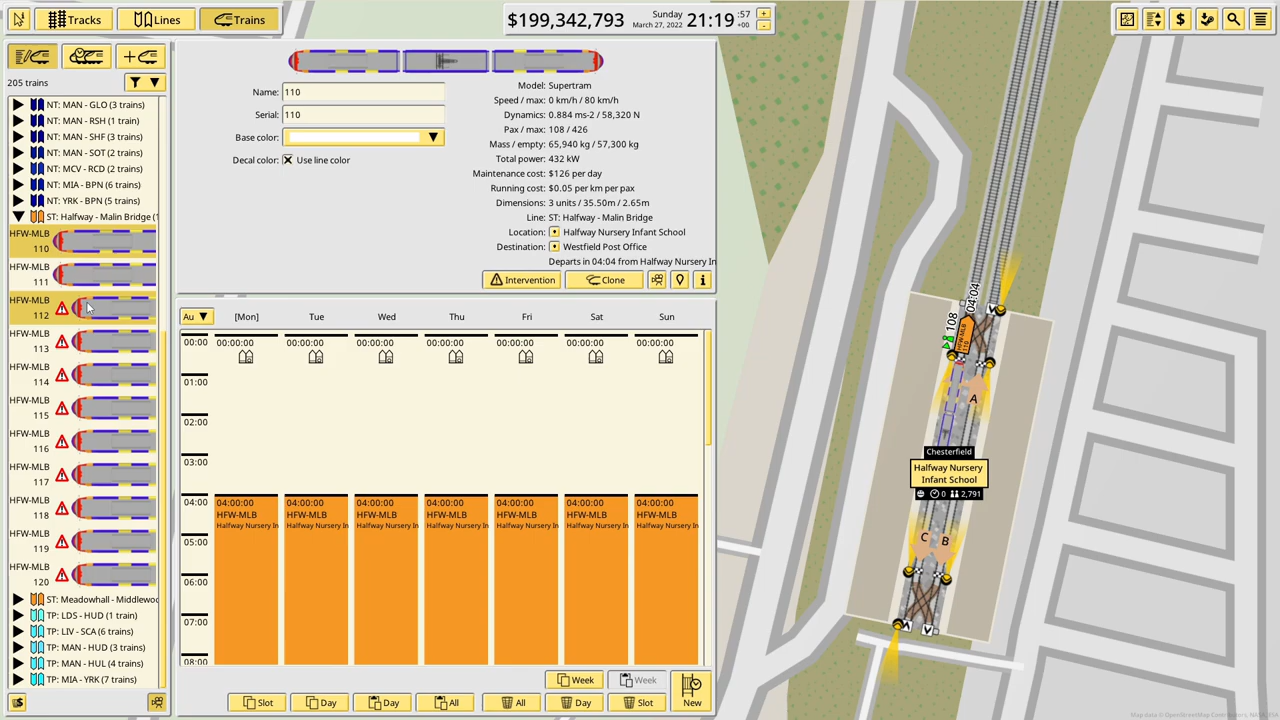 Tracks
Lines
Trains
$199,342,793
Sunday
March 27, 2022
21:19
:57
+00
+
-
$
205 trains
NT: MAN - GLO (3 trains)
NT: MAN - RSH (1 train)
NT: MAN - SHF (3 trains)
NT: MAN - SOT (2 trains)
NT: MCV - RCD (2 trains)
NT: MIA - BPN (6 trains)
NT: YRK - BPN (5 trains)
ST: Halfway - Malin Bridge (1
HFW-MLB
110
HFW-MLB
111
HFW-MLB
112
HFW-MLB
113
HFW-MLB
114
HFW-MLB
115
HFW-MLB
116
HFW-MLB
117
HFW-MLB
118
HFW-MLB
119
HFW-MLB
120
ST: Meadowhall - Middlewoo
TP: LDS - HUD (1 train)
TP: LIV - SCA (6 trains)
TP: MAN - HUD (3 trains)
TP: MAN - HUL (4 trains)
TP: MIA - YRK (7 trains)
Name: 110
Serial: 110
Base color:
Decal color: Use line color
Model: Supertram
Speed / max: 0 km/h / 80 km/h
Dynamics: 0.884 ms-2 / 58,320 N
Pax / max: 108 / 426
Mass / empty: 65,940 kg / 57,300 kg
Total power: 432 kW
Maintenance cost: $126 per day
Running cost: $0.05 per km per pax
Dimensions: 3 units / 35.50m / 2.65m
Line: ST: Halfway - Malin Bridge
Location: Halfway Nursery Infant School
Destination: Westfield Post Office
Departs in 04:04 from Halfway Nursery In
Intervention
Clone
Au
[Mon] Tue Wed Thu Fri Sat Sun
00:00 00:00:00 00:00:00 00:00:00 00:00:00 00:00:00 00:00:00 00:00:00
01:00
02:00
03:00
04:00 04:00:00 04:00:00 04:00:00 04:00:00 04:00:00 04:00:00 04:00:00
HFW-MLB HFW-MLB HFW-MLB HFW-MLB HFW-MLB HFW-MLB HFW-MLB
Halfway Nursery In Halfway Nursery In Halfway Nursery In Halfway Nursery In Halfway Nursery In Halfway Nursery In Halfway Nursery In
05:00
06:00
07:00
08:00
Week
Week
Slot
Day
Day
All
All
Day
Slot
New
108
04:04
HFW-MLB
110
A
Chesterfield
Halfway Nursery
Infant School
0 2,791
C B